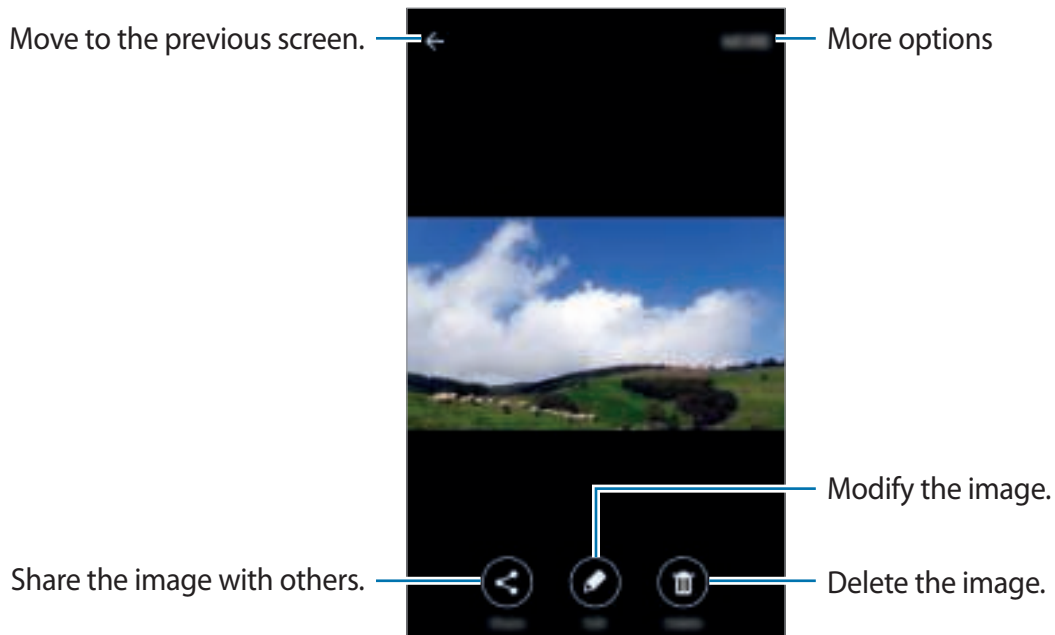 Move to the previous screen.
More options
Modify the image.
Share the image with others.
Delete the image.